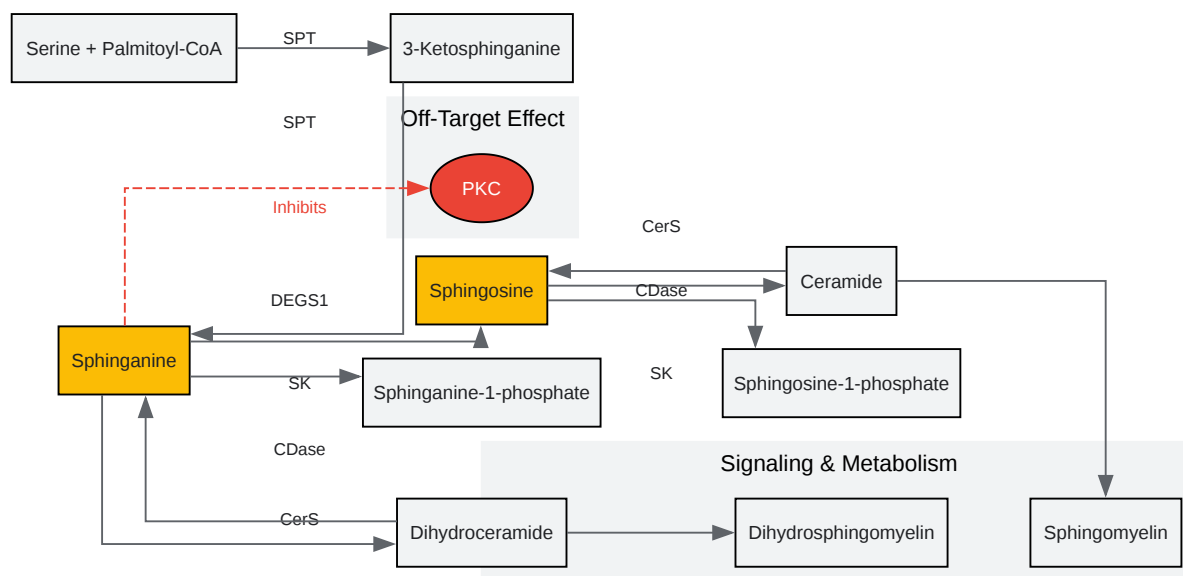 Serine + Palmitoyl-CoA
SPT
3-Ketosphinganine
Off-Target Effect
SPT
PKC
Inhibits
CerS
Sphingosine
Ceramide
CDase
DEGS1
Sphinganine
SK
Sphinganine-1-phosphate
SK
Sphingosine-1-phosphate
CDase
Signaling & Metabolism
CerS
Dihydroceramide
Dihydrosphingomyelin
Sphingomyelin